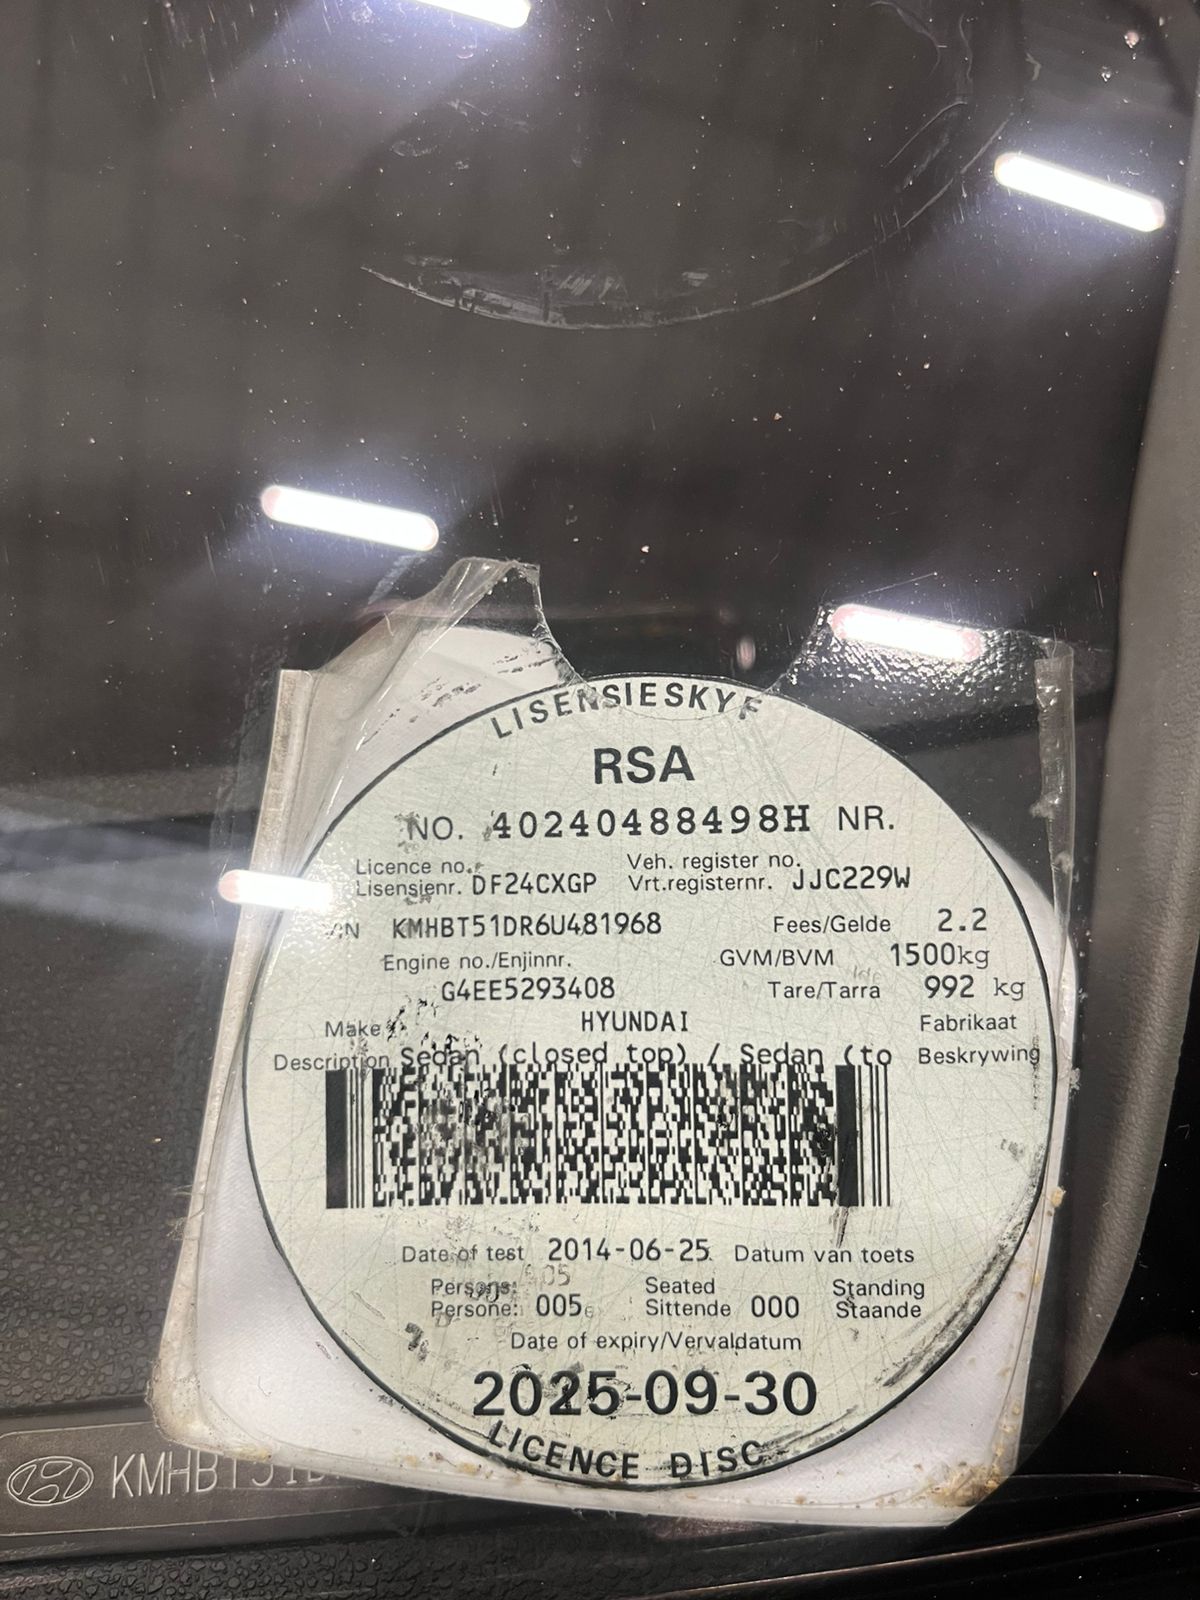 LISENSIESKYF
RSA
NO. 40240488498H NR.
Licence no. Veh. register no.
Lisensienr. DF24CXGP Vrt.registernr. JJC229W
KMHBT51DR6U481968 Fees/Gelde 2.2
Engine no./Enjinnr. GVM/BVM 1500kg
G4EE5293408 Tare/Tarra 992 kg
Make HYUNDAI Fabrikaat
Description Sedan (closed top) / Sedan (to Beskrywing
Date of test 2014-06-25 Datum van toets
Persons: Seated Standing
Persone: 005 Sittende 000 Staande
Date of expiry/Vervaldatum
2025-09-30
LICENCE DISC